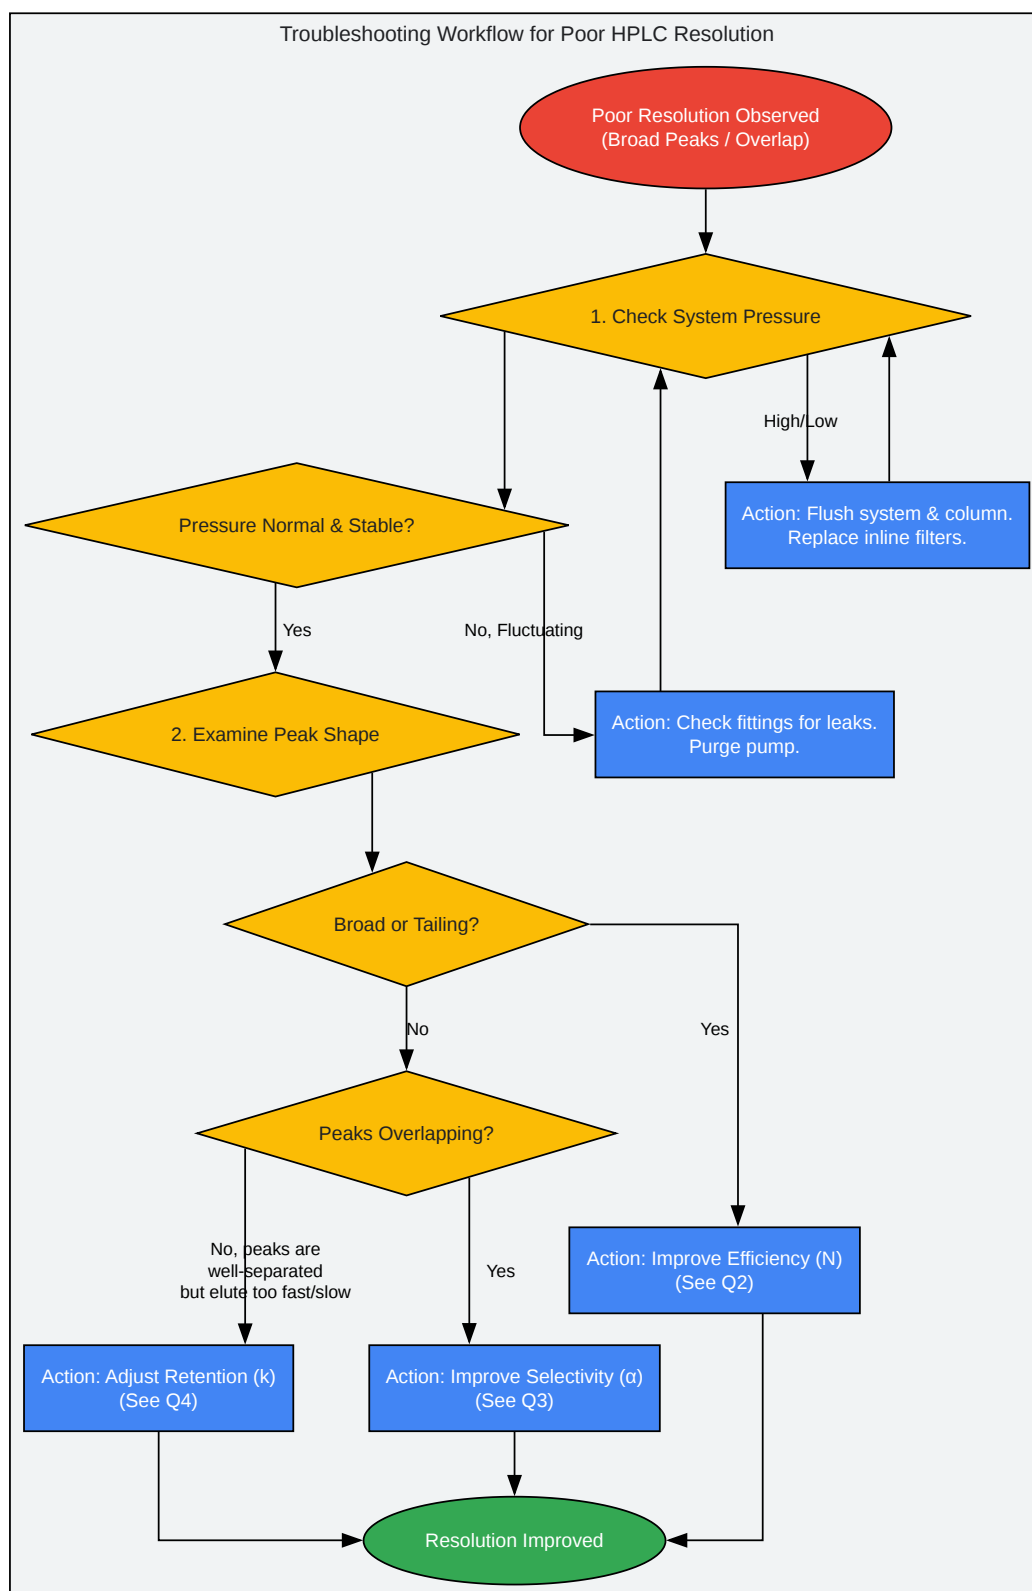 Troubleshooting Workflow for Poor HPLC Resolution
Poor Resolution Observed
(Broad Peaks / Overlap)
1. Check System Pressure
High/Low
Pressure Normal & Stable?
Action: Flush system & column.
Replace inline filters.
Yes
No, Fluctuating
2. Examine Peak Shape
Action: Check fittings for leaks.
Purge pump.
Broad or Tailing?
No
Yes
Peaks Overlapping?
No, peaks are
well-separated
but elute too fast/slow
Yes
Action: Improve Efficiency (N)
(See Q2)
Action: Adjust Retention (k)
(See Q4)
Action: Improve Selectivity (α)
(See Q3)
Resolution Improved